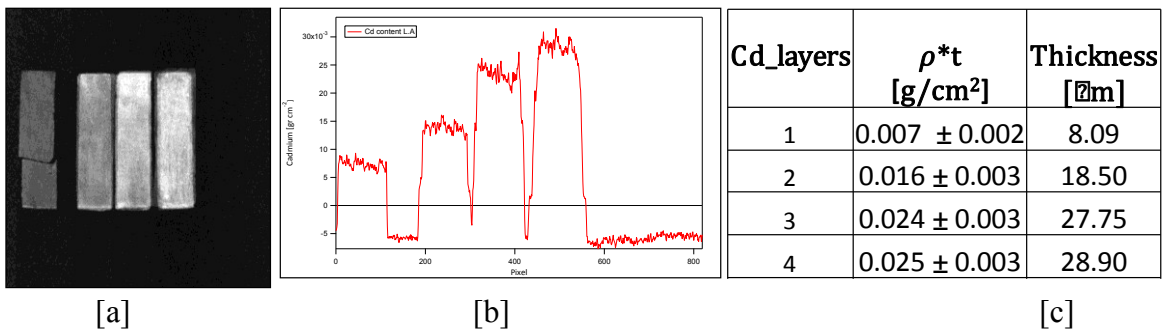 Cd content L.A
30x10⁻³
25
20
15
10
5
0
-5
Cadmium [gr cm⁻²]
0
200
400
600
800
Pixel
Cd_layers ρ*t [g/cm²] Thickness [⍰m]
1 0.007 ± 0.002 8.09
2 0.016 ± 0.003 18.50
3 0.024 ± 0.003 27.75
4 0.025 ± 0.003 28.90
[a] [b] [c]